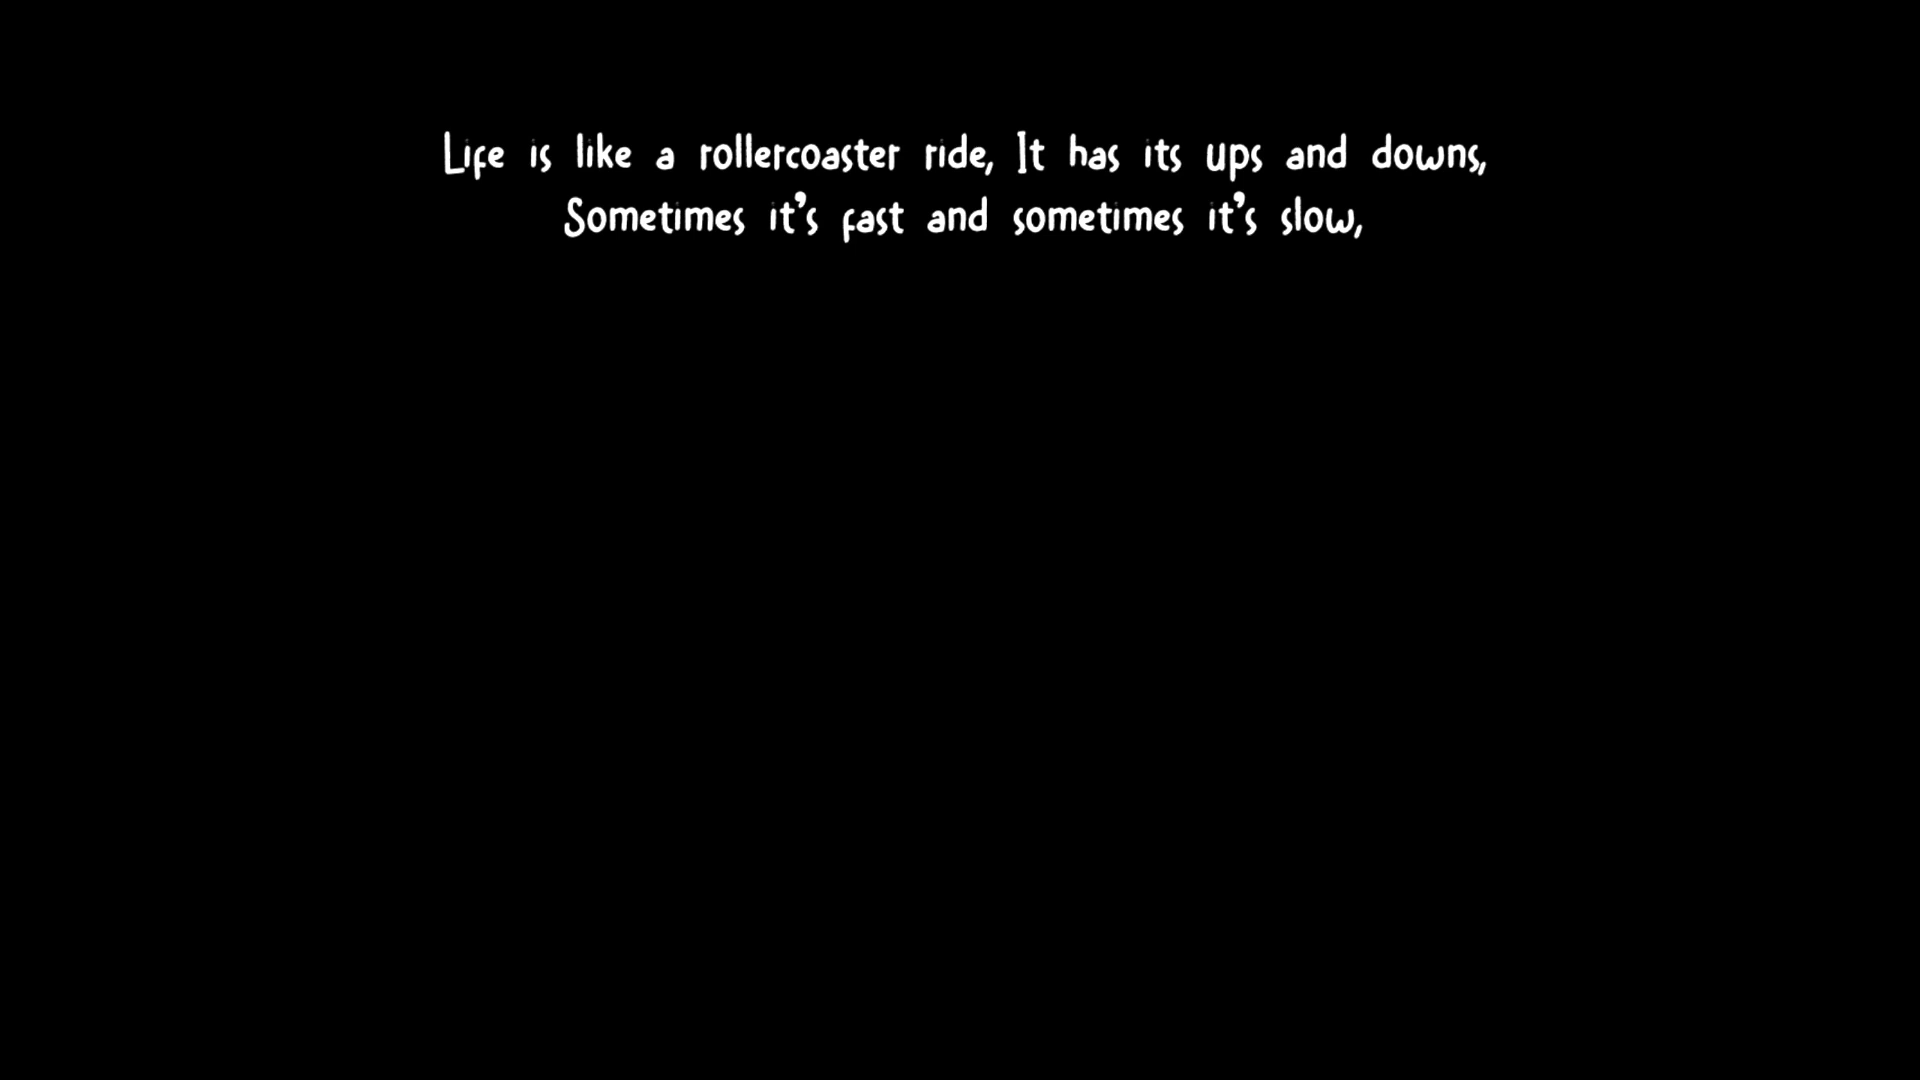 Life is like a rollercoaster ride, It has its ups and downs,
Sometimes it's fast and sometimes it's slow,